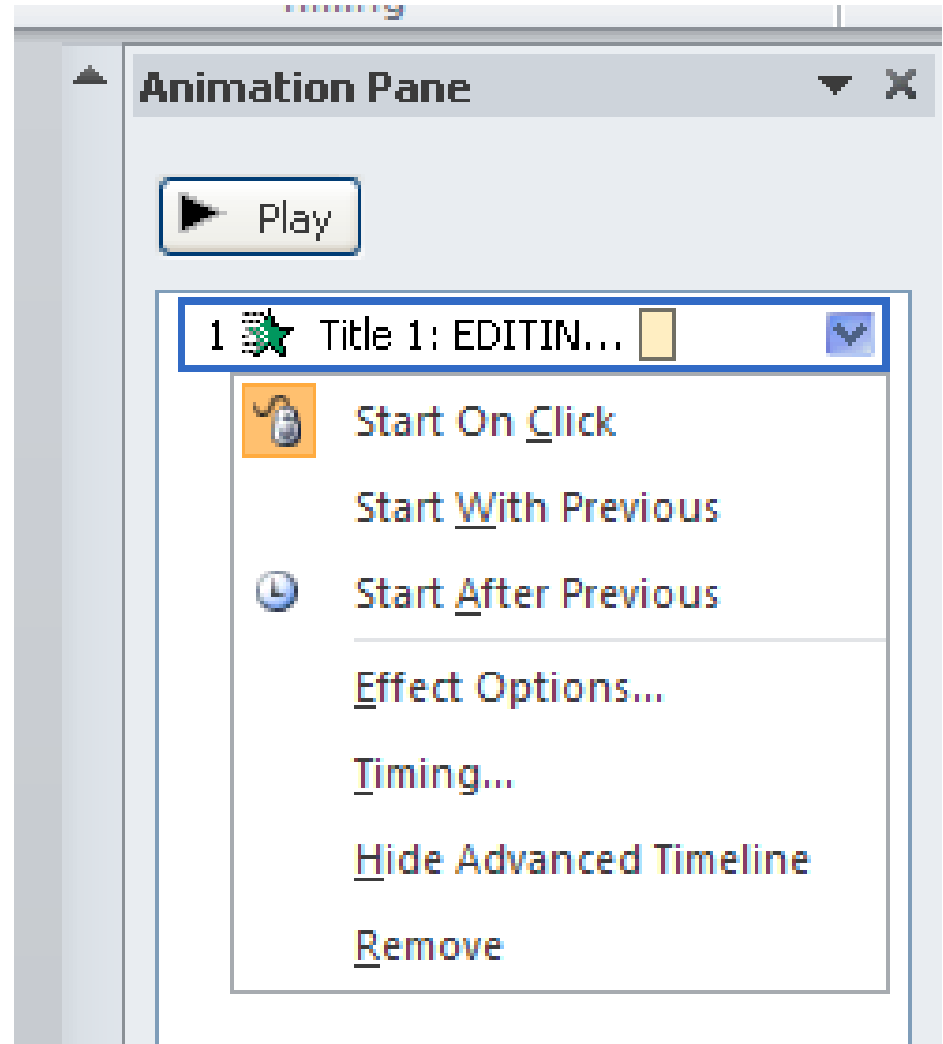 Timing
Animation Pane
Play
1 Title 1: EDITIN...
Start On Click
Start With Previous
Start After Previous
Effect Options...
Timing...
Hide Advanced Timeline
Remove